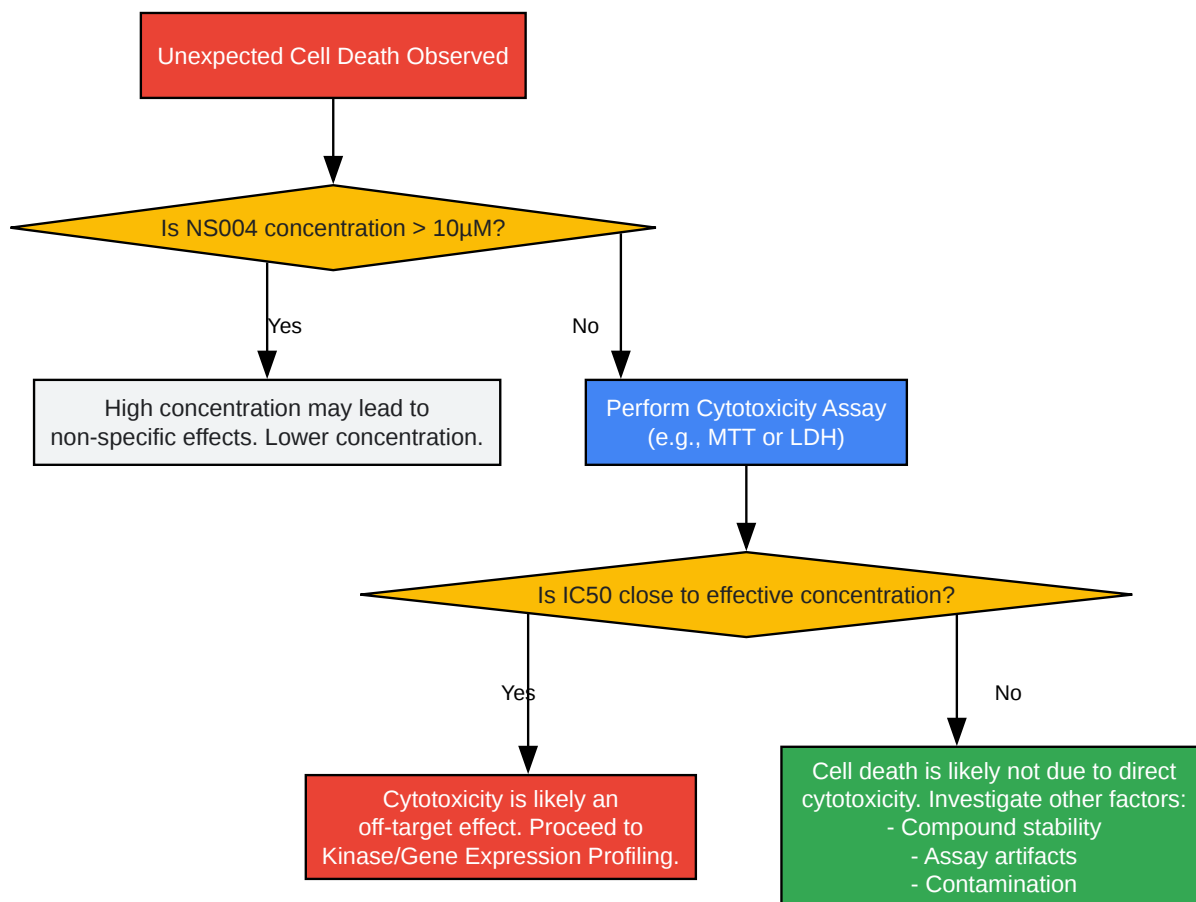 Unexpected Cell Death Observed
Is NS004 concentration > 10µM?
Yes
No
High concentration may lead to
non-specific effects. Lower concentration.
Perform Cytotoxicity Assay
(e.g., MTT or LDH)
Is IC50 close to effective concentration?
Yes
No
Cytotoxicity is likely an
off-target effect. Proceed to
Kinase/Gene Expression Profiling.
Cell death is likely not due to direct
cytotoxicity. Investigate other factors:
- Compound stability
- Assay artifacts
- Contamination